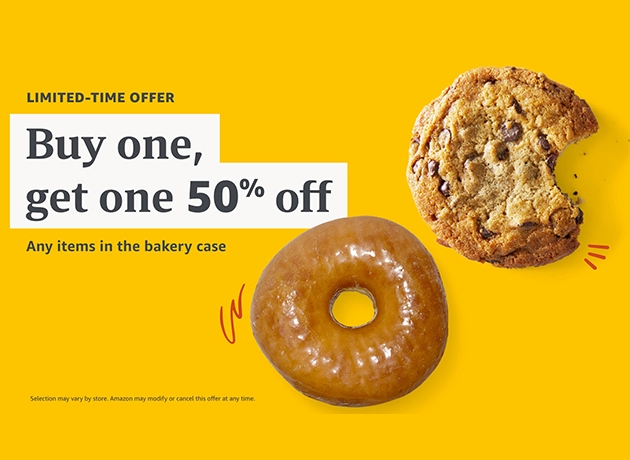 LIMITED-TIME OFFER
Buy one,
get one 50% off
Any items in the bakery case
Selection may vary by store. Amazon may modify or cancel this offer at any time.